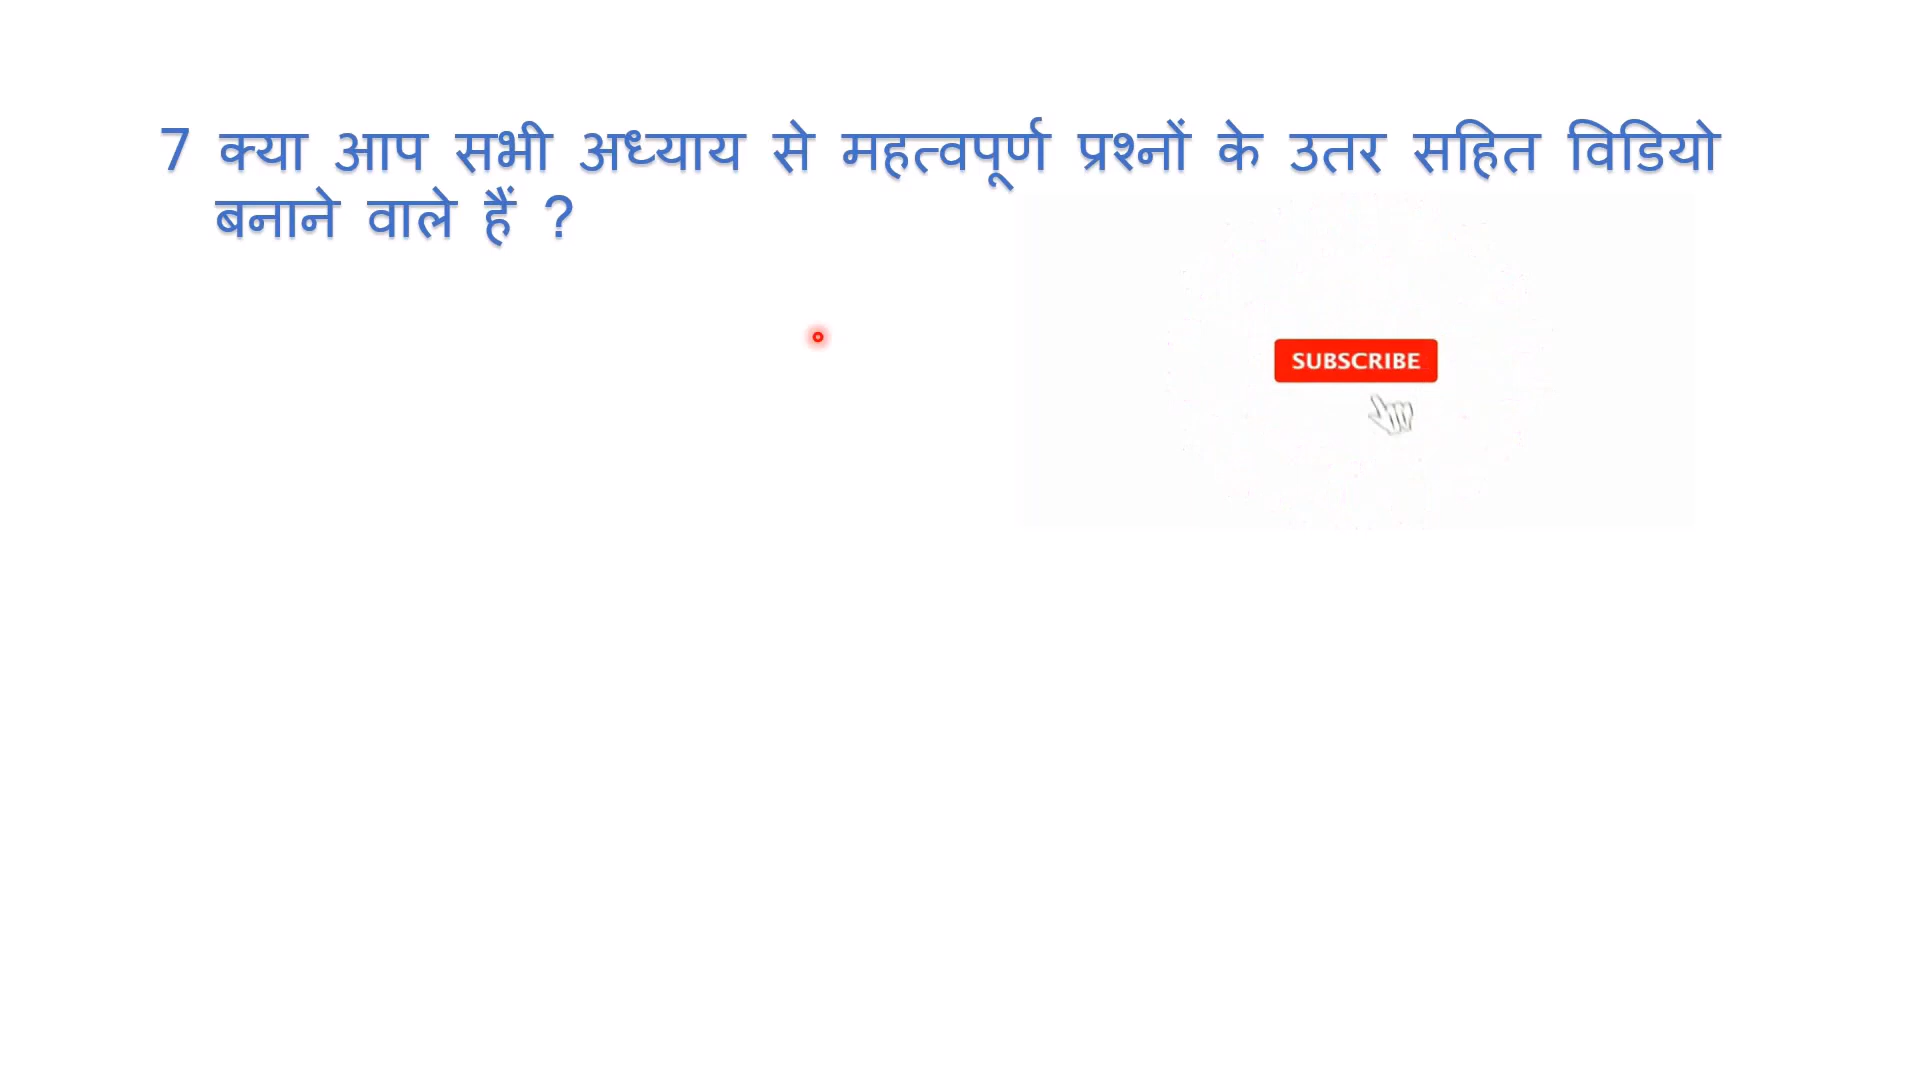 7 क्या आप सभी अध्याय से महत्वपूर्ण प्रश्नों के उतर सहित विडियो
बनाने वाले हैं ?
SUBSCRIBE